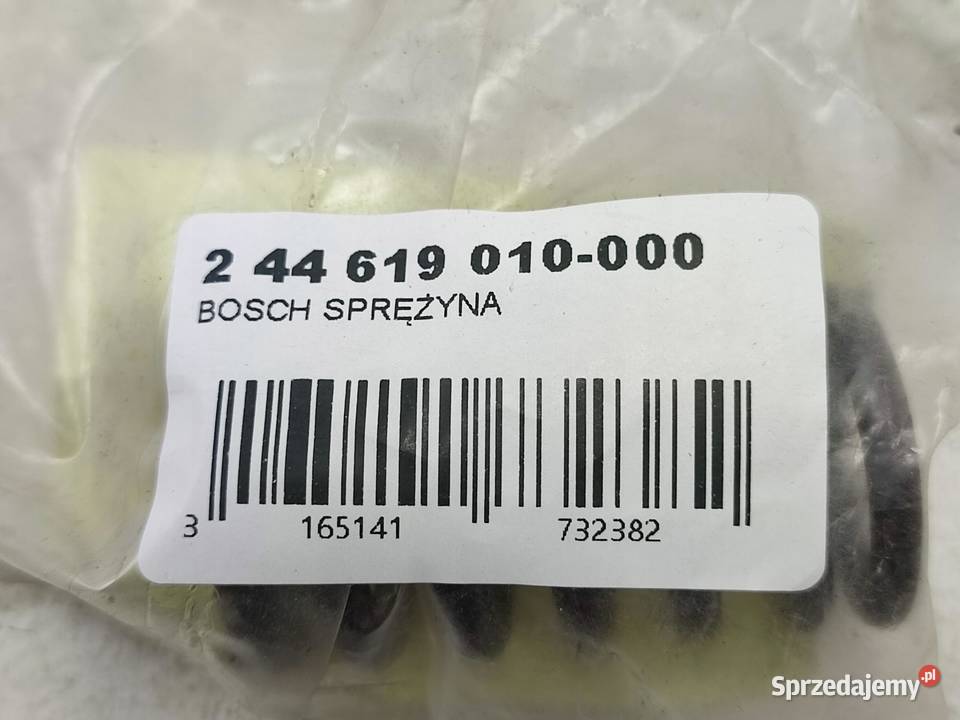 2 44 619 010-000
BOSCH SPRĘŻYNA
3 165141 732382
Sprzedajemy.pl